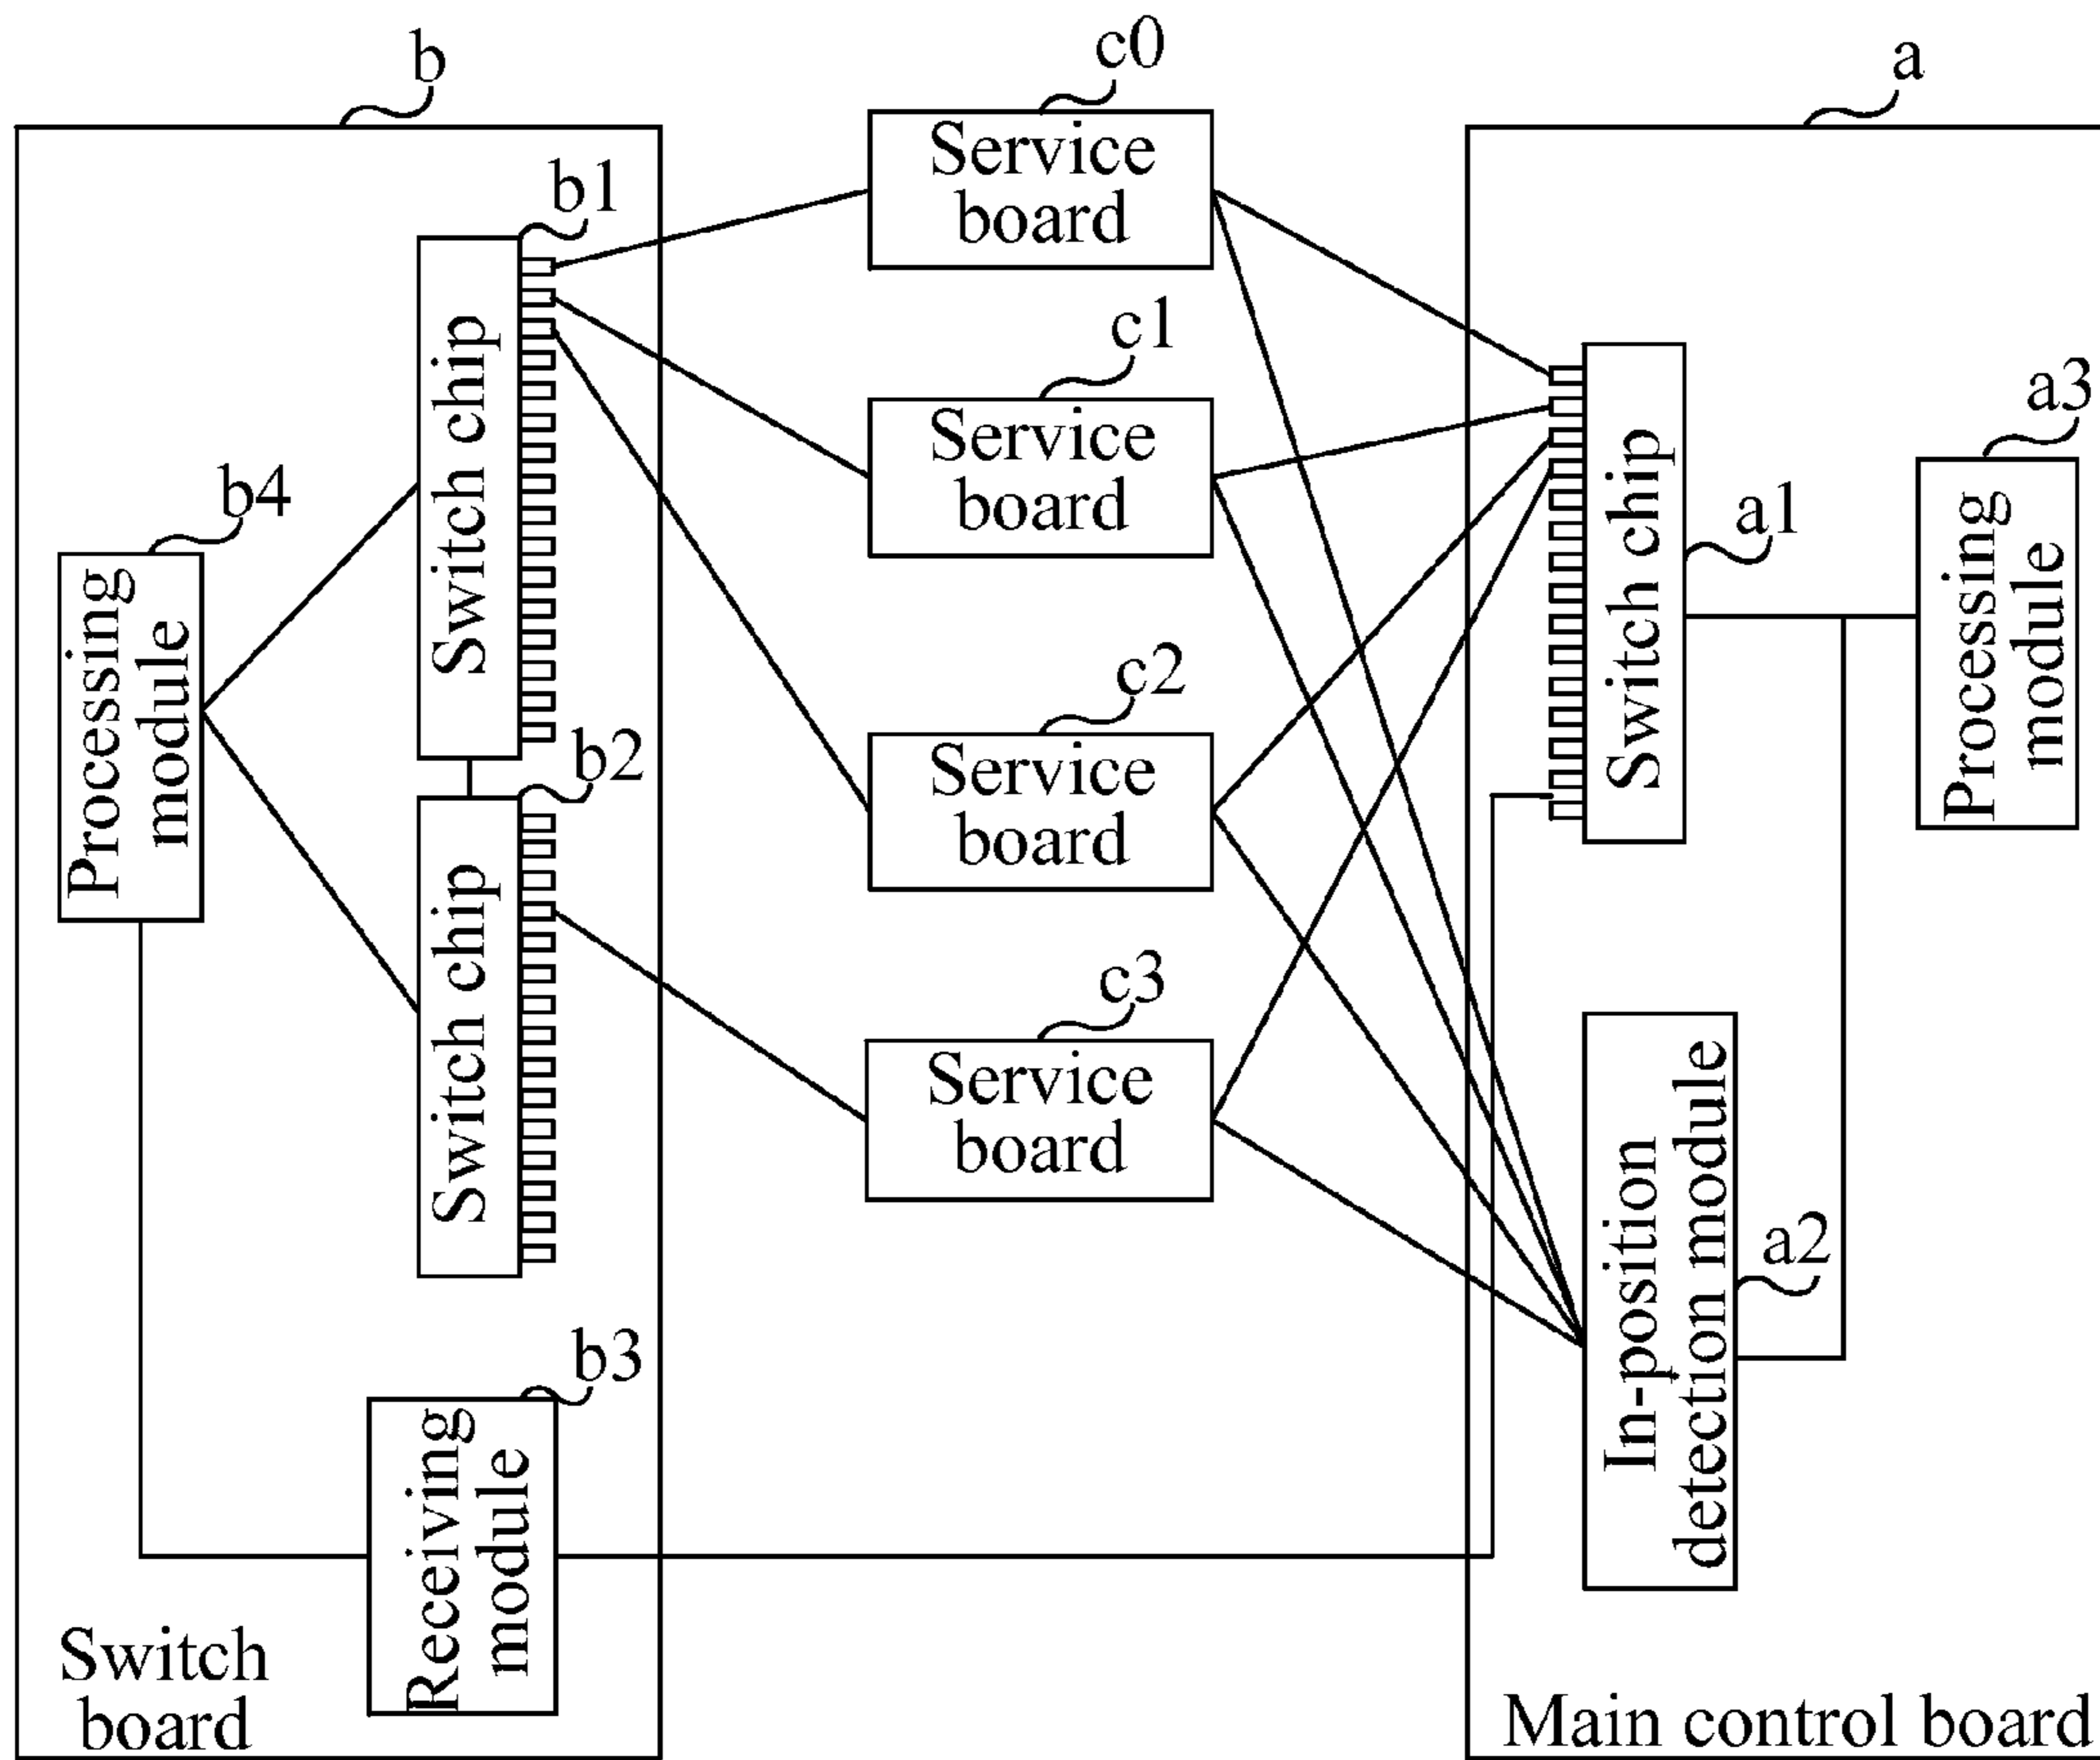 b
c0
a
Service
board
b1
c1
Switch chip
Service
board
a3
b4
Switch chip
a1
Processing
module
Processing
module
c2
b2
Service
board
Switch chip
c3
Service
board
In-position
detection module
a2
b3
Receiving
module
Switch
board
Main control board